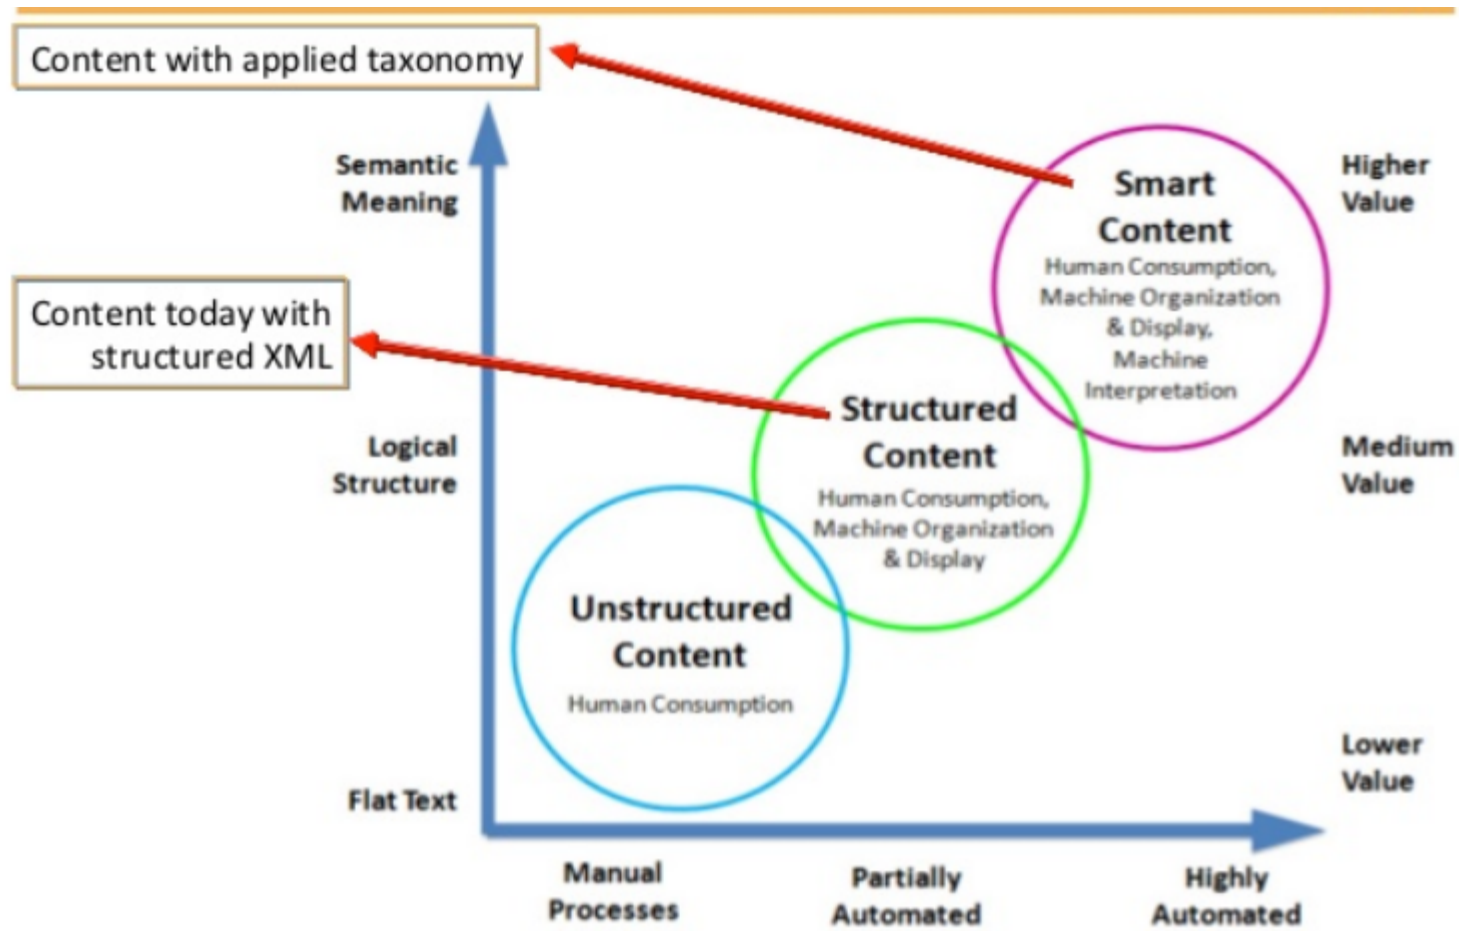 Content with applied taxonomy
Semantic
Meaning
Smart
Content
Human Consumption,
Machine Organization
& Display,
Machine
Interpretation
Higher
Value
Content today with
structured XML
Logical
Structure
Structured
Content
Human Consumption,
Machine Organization
& Display
Medium
Value
Unstructured
Content
Human Consumption
Flat Text
Lower
Value
Manual
Processes
Partially
Automated
Highly
Automated